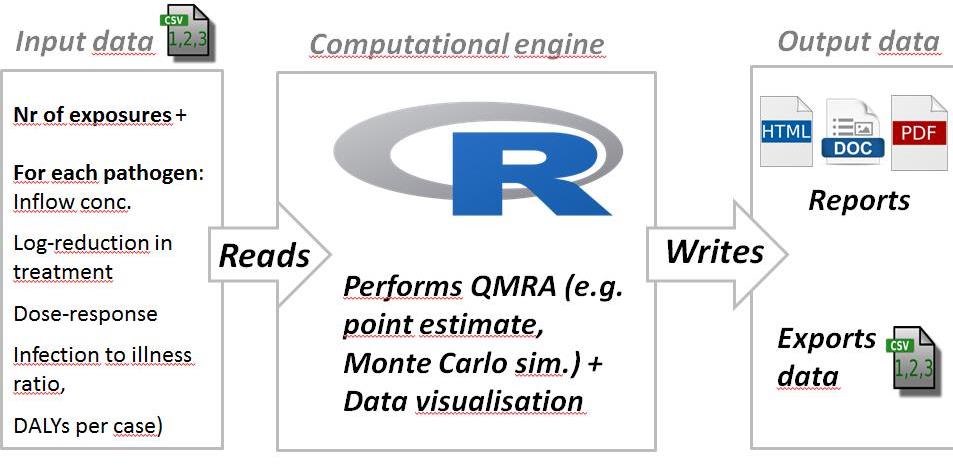 Input data
CSV
1,2,3
Nr of exposures +
For each pathogen:
Inflow conc.
Log-reduction in
treatment
Dose-response
Infection to illness
ratio,
DALYs per case)
Reads
Computational engine
R
Performs QMRA (e.g.
point estimate,
Monte Carlo sim.) +
Data visualisation
Writes
Output data
HTML
DOC
PDF
Reports
Exports
data
CSV
1,2,3